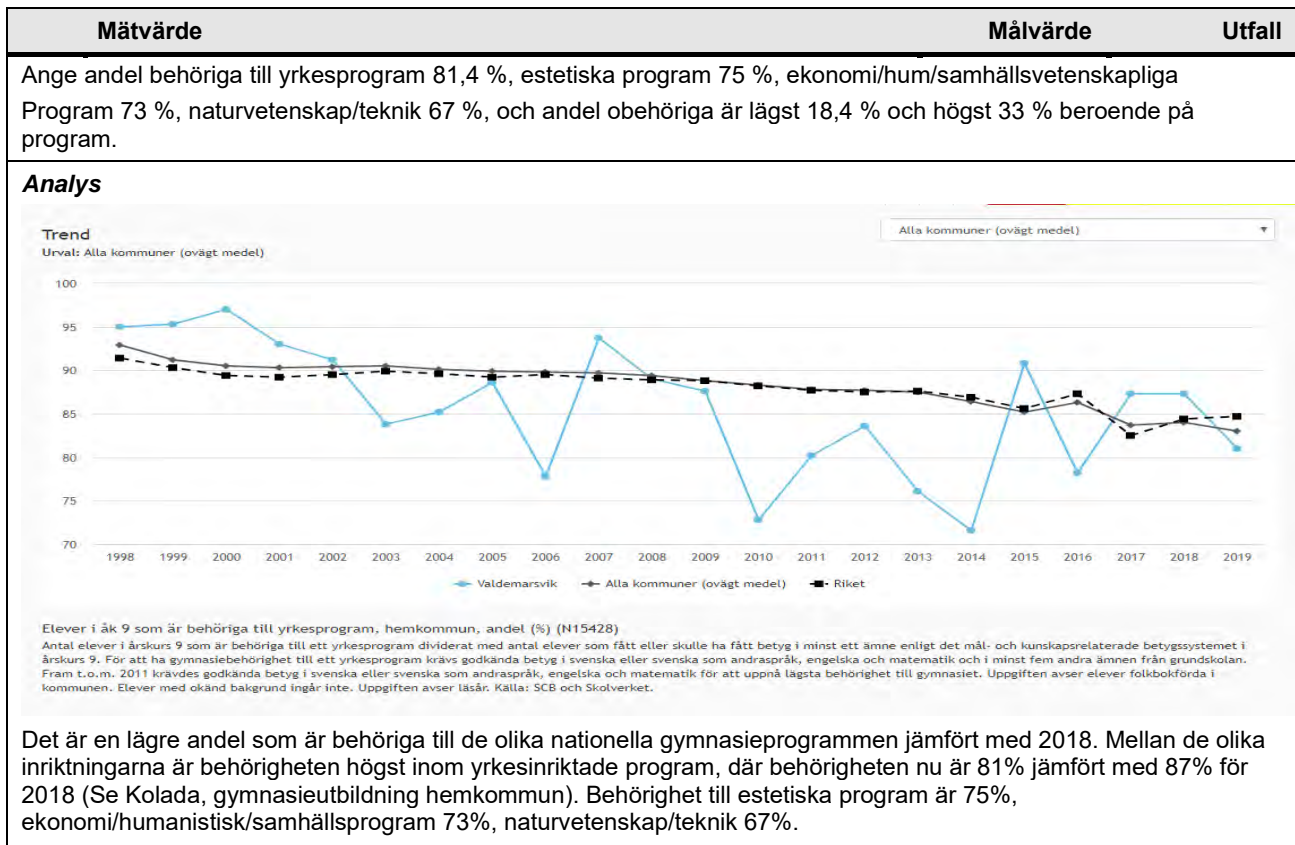 Mätvärde Målvärde Utfall
Ange andel behöriga till yrkesprogram 81,4 %, estetiska program 75 %, ekonomi/hum/samhällsvetenskapliga
Program 73 %, naturvetenskap/teknik 67 %, och andel obehöriga är lägst 18,4 % och högst 33 % beroende på
program.
Analys
Trend
Urval: Alla kommuner (ovägt medel)
Alla kommuner (ovägt medel)
100
95
90
85
80
75
70
1998 1999 2000 2001 2002 2003 2004 2005 2006 2007 2008 2009 2010 2011 2012 2013 2014 2015 2016 2017 2018 2019
Valdemarsvik Alla kommuner (ovägt medel) Riket
Elever i åk 9 som är behöriga till yrkesprogram, hemkommun, andel (%) (N15428)
Antal elever i årskurs 9 som är behöriga till ett yrkesprogram dividerat med antal elever som fått eller skulle ha fått betyg i minst ett ämne enligt det mål- och kunskapsrelaterade betygssystemet i
årskurs 9. För att ha gymnasiebehörighet till ett yrkesprogram krävs godkända betyg i svenska eller svenska som andraspråk, engelska och matematik och i minst fem andra ämnen från grundskolan.
Fram t.o.m. 2011 krävdes godkända betyg i svenska eller svenska som andraspråk, engelska och matematik för att uppnå lägsta behörighet till gymnasiet. Uppgiften avser elever folkbokförda i
kommunen. Elever med okänd bakgrund ingår inte. Uppgiften avser läsår. Källa: SCB och Skolverket.
Det är en lägre andel som är behöriga till de olika nationella gymnasieprogrammen jämfört med 2018. Mellan de olika
inriktningarna är behörigheten högst inom yrkesinriktade program, där behörigheten nu är 81% jämfört med 87% för
2018 (Se Kolada, gymnasieutbildning hemkommun). Behörighet till estetiska program är 75%,
ekonomi/humanistisk/samhällsprogram 73%, naturvetenskap/teknik 67%.